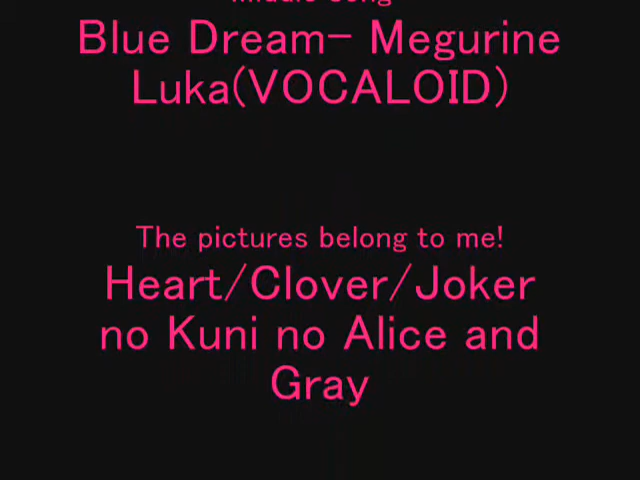 Blue Dream- Megurine
Luka(VOCALOID)
The pictures belong to me!
Heart/Clover/Joker
no Kuni no Alice and
Gray